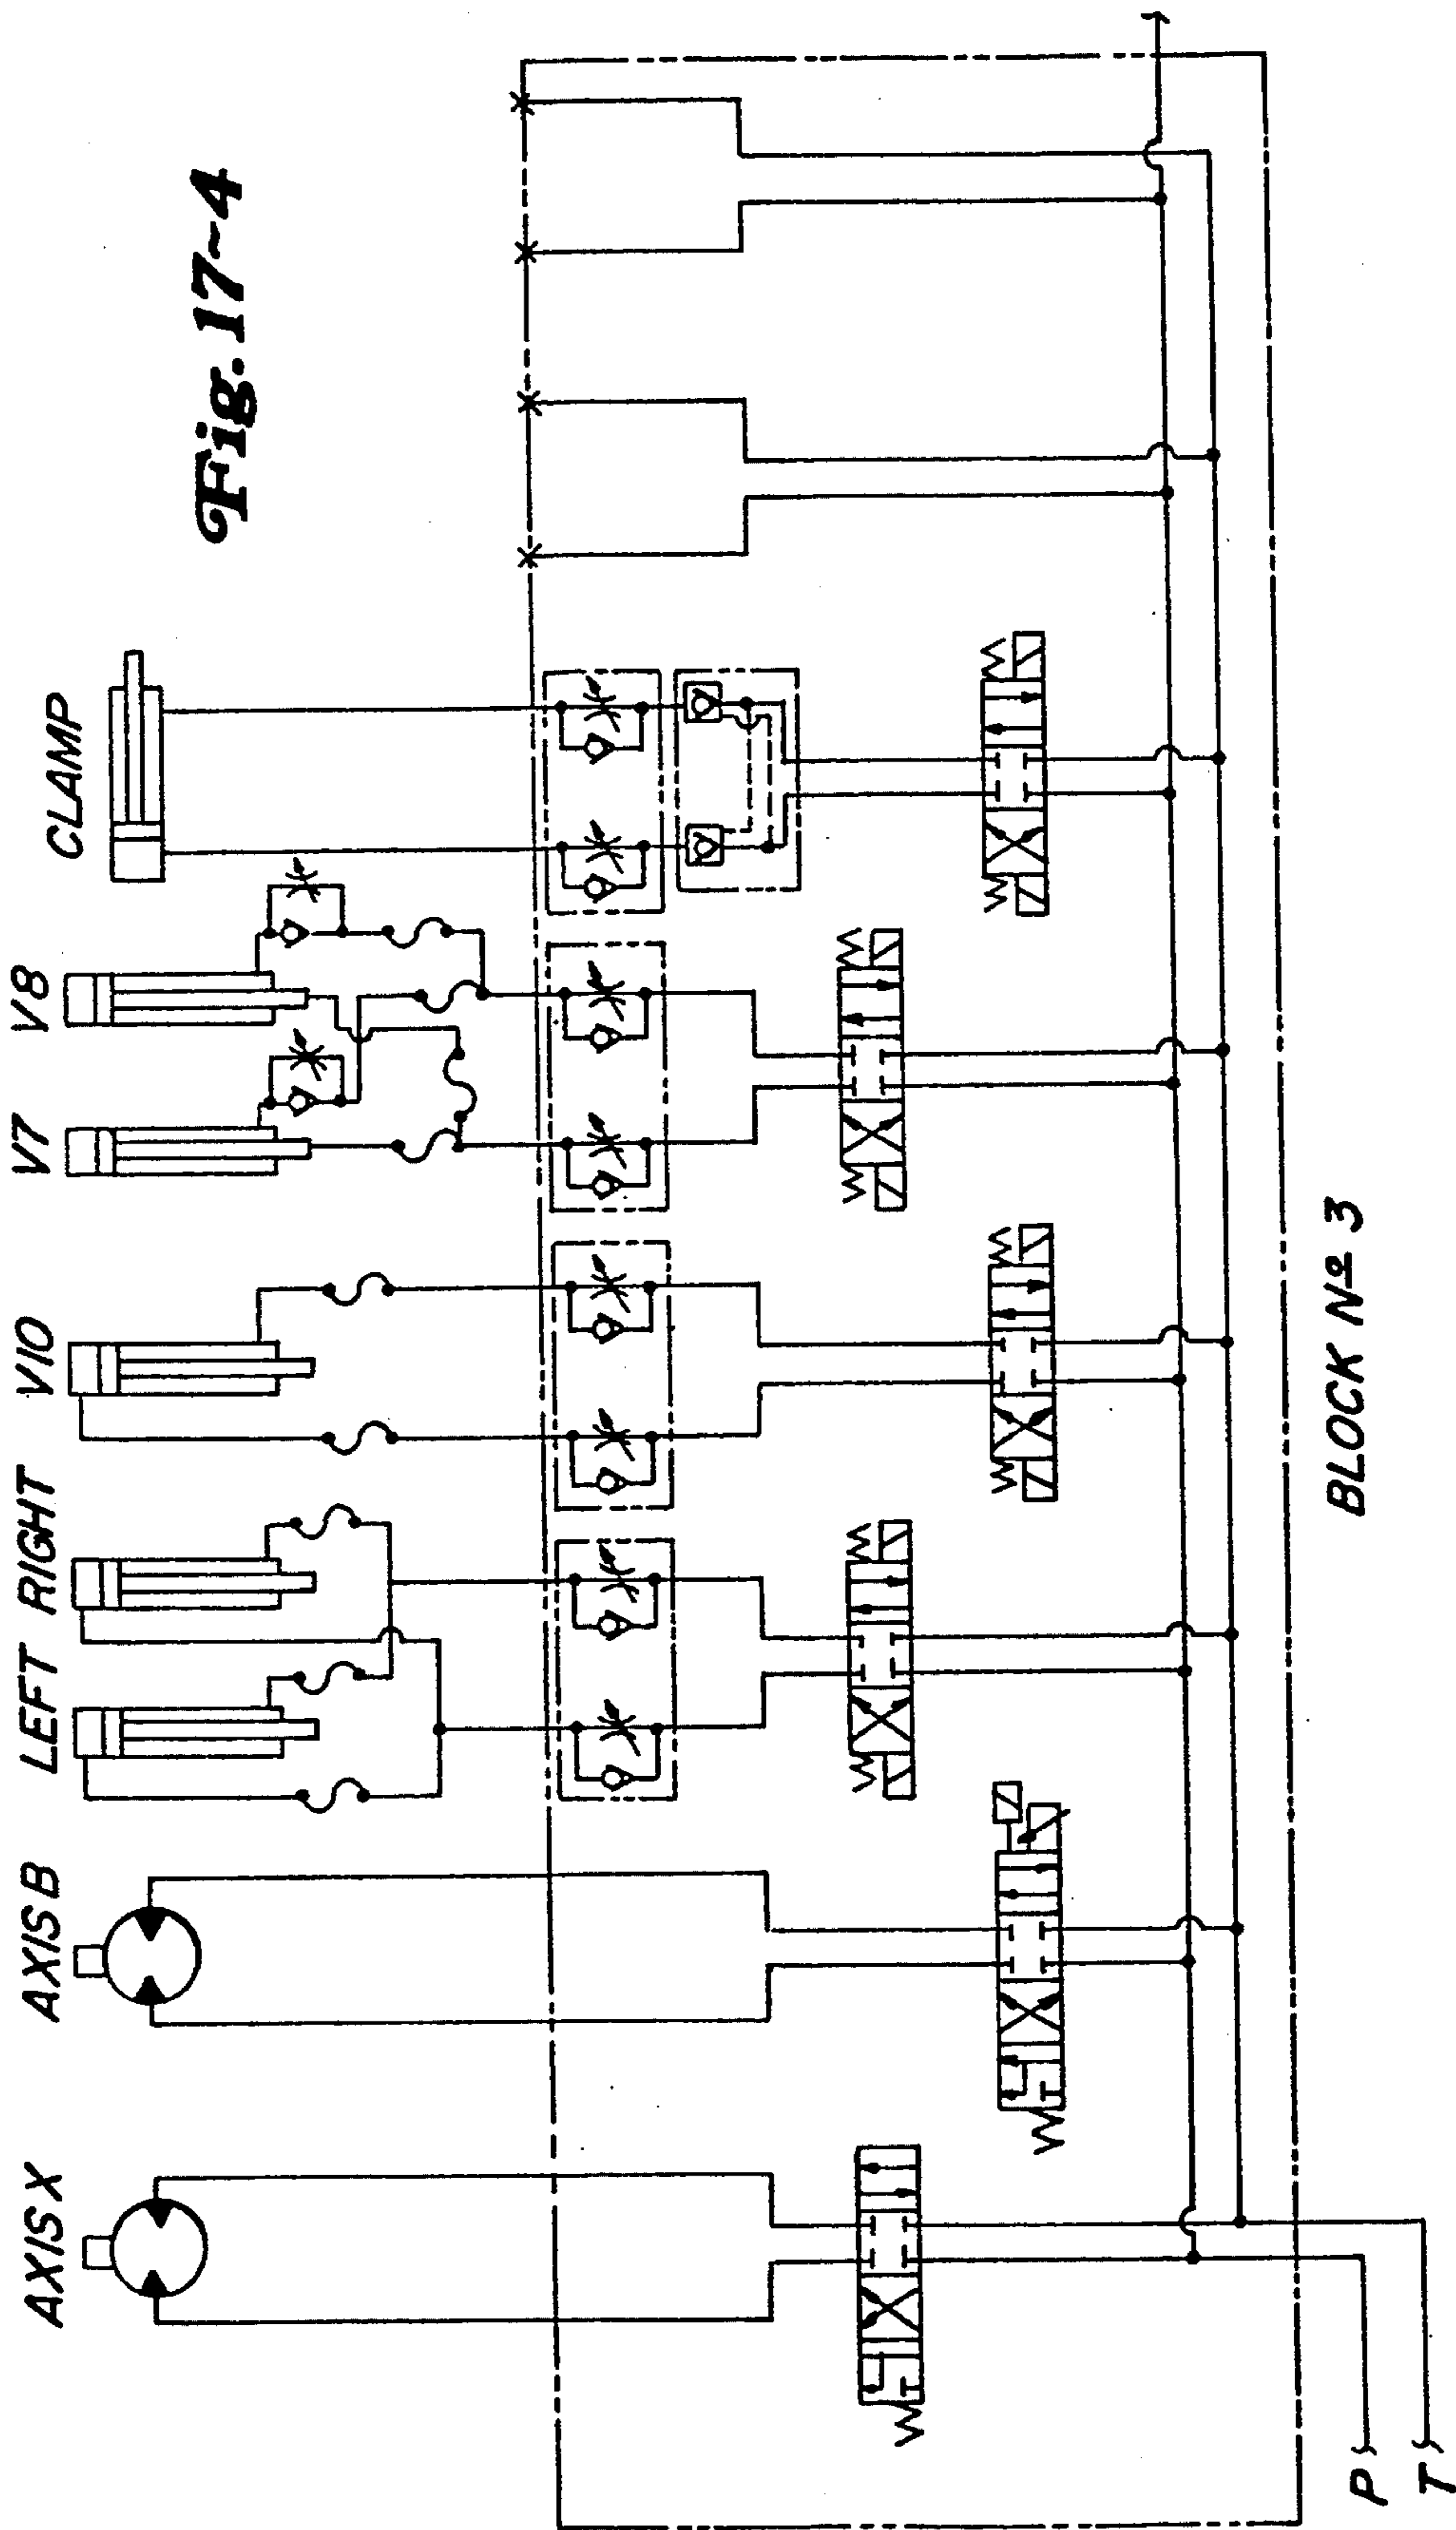 Fig. 17~4
AXIS X
AXIS B
LEFT
RIGHT
V10
V7
V8
CLAMP
P
T
BLOCK Nº 3